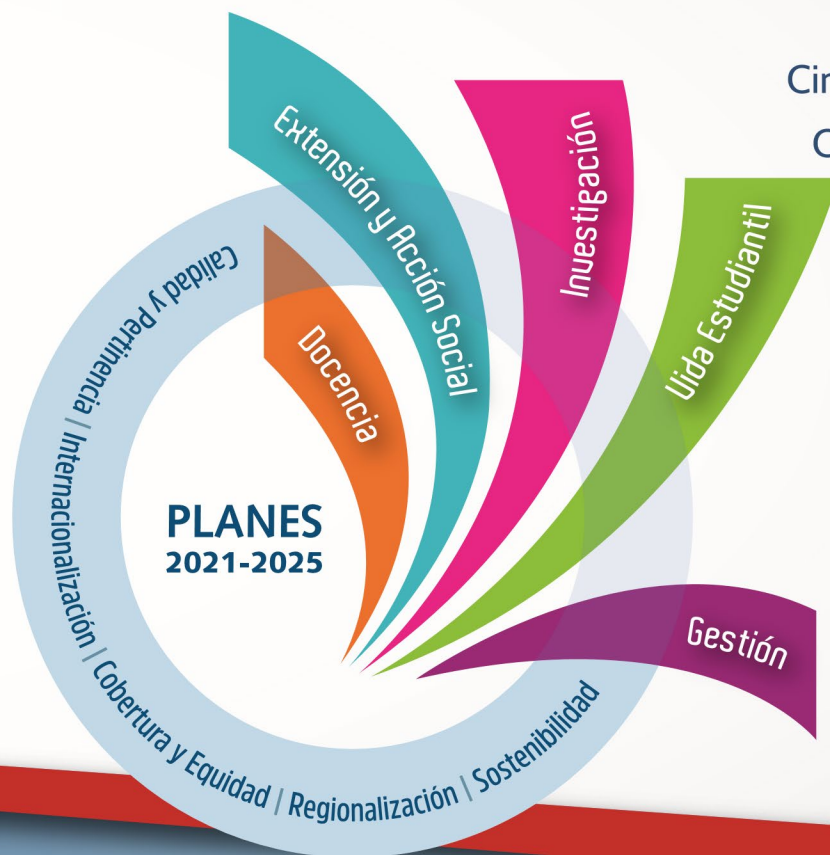 Extensión y Acción Social
Investigación
Vida Estudiantil
Docencia
Gestión
PLANES
2021-2025
Calidad y Pertinencia | Internacionalización | Cobertura y Equidad | Regionalización | Sostenibilidad